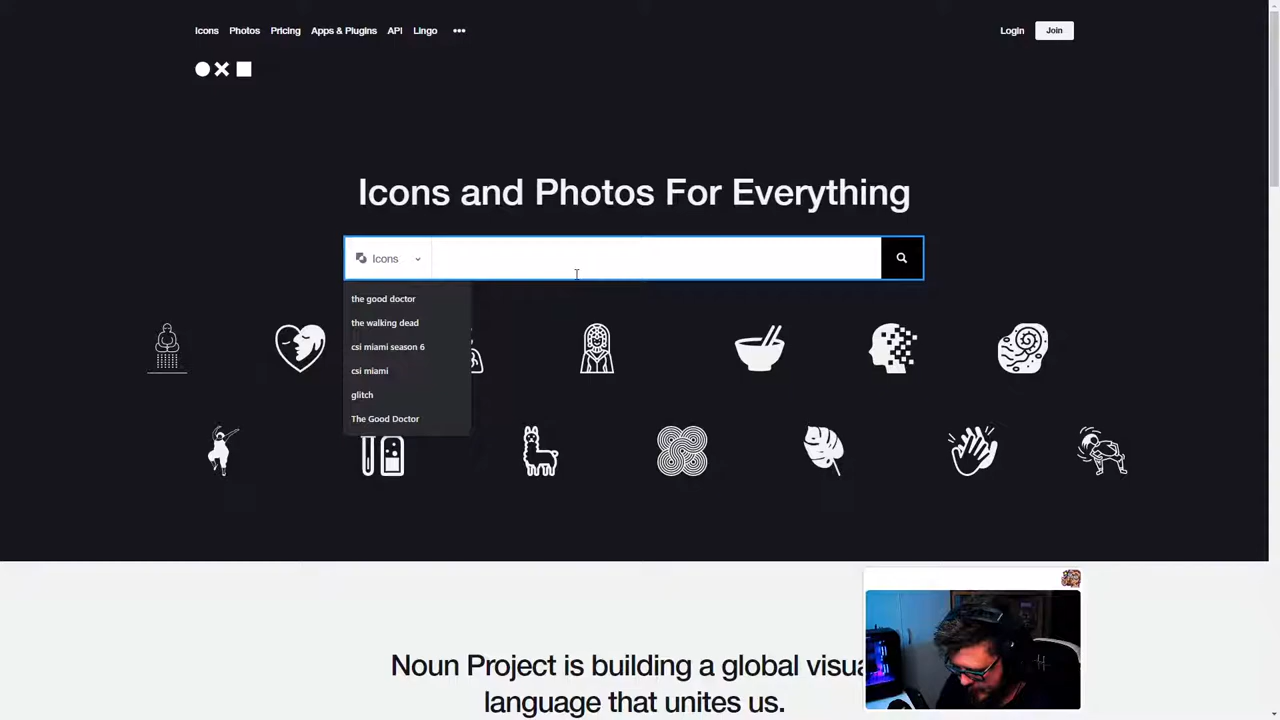 Icons Photos Pricing Apps & Plugins API Lingo •••
Login Join
Icons and Photos For Everything
Icons
the good doctor
the walking dead
csi miami season 6
csi miami
glitch
The Good Doctor
Noun Project is building a global visua
language that unites us.